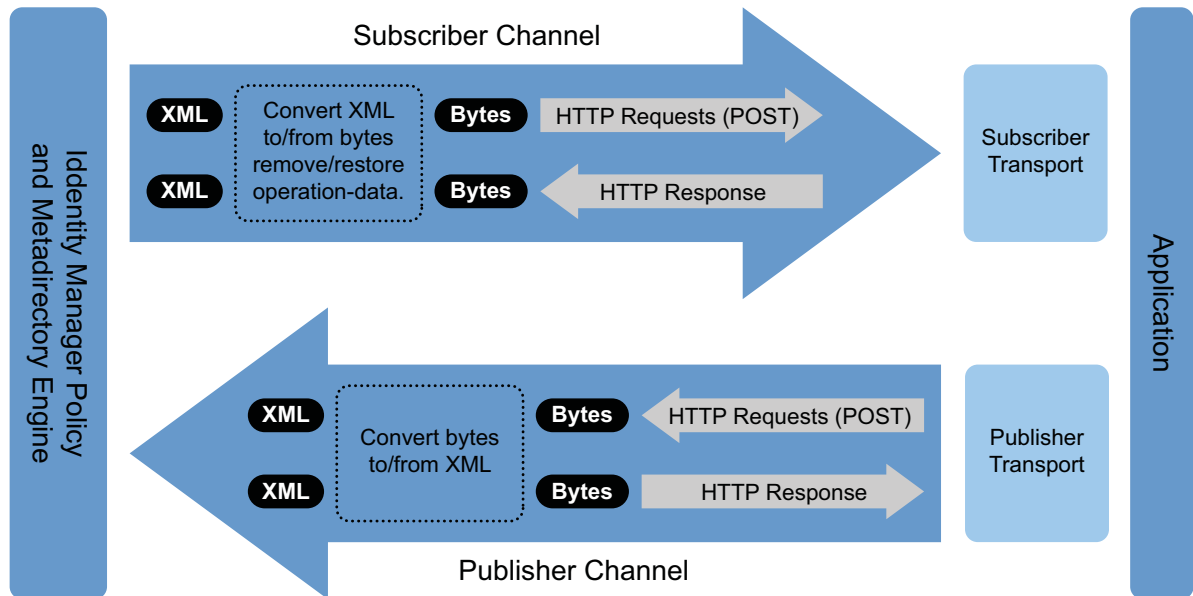 Iddentity Manager Policy
and Metadirectory Engine
Subscriber Channel
XML
Convert XML
to/from bytes
remove/restore
operation-data.
Bytes
HTTP Requests (POST)
XML
Bytes
HTTP Response
Subscriber
Transport
Application
XML
Convert bytes
to/from XML
Bytes
HTTP Requests (POST)
XML
Bytes
HTTP Response
Publisher
Transport
Publisher Channel